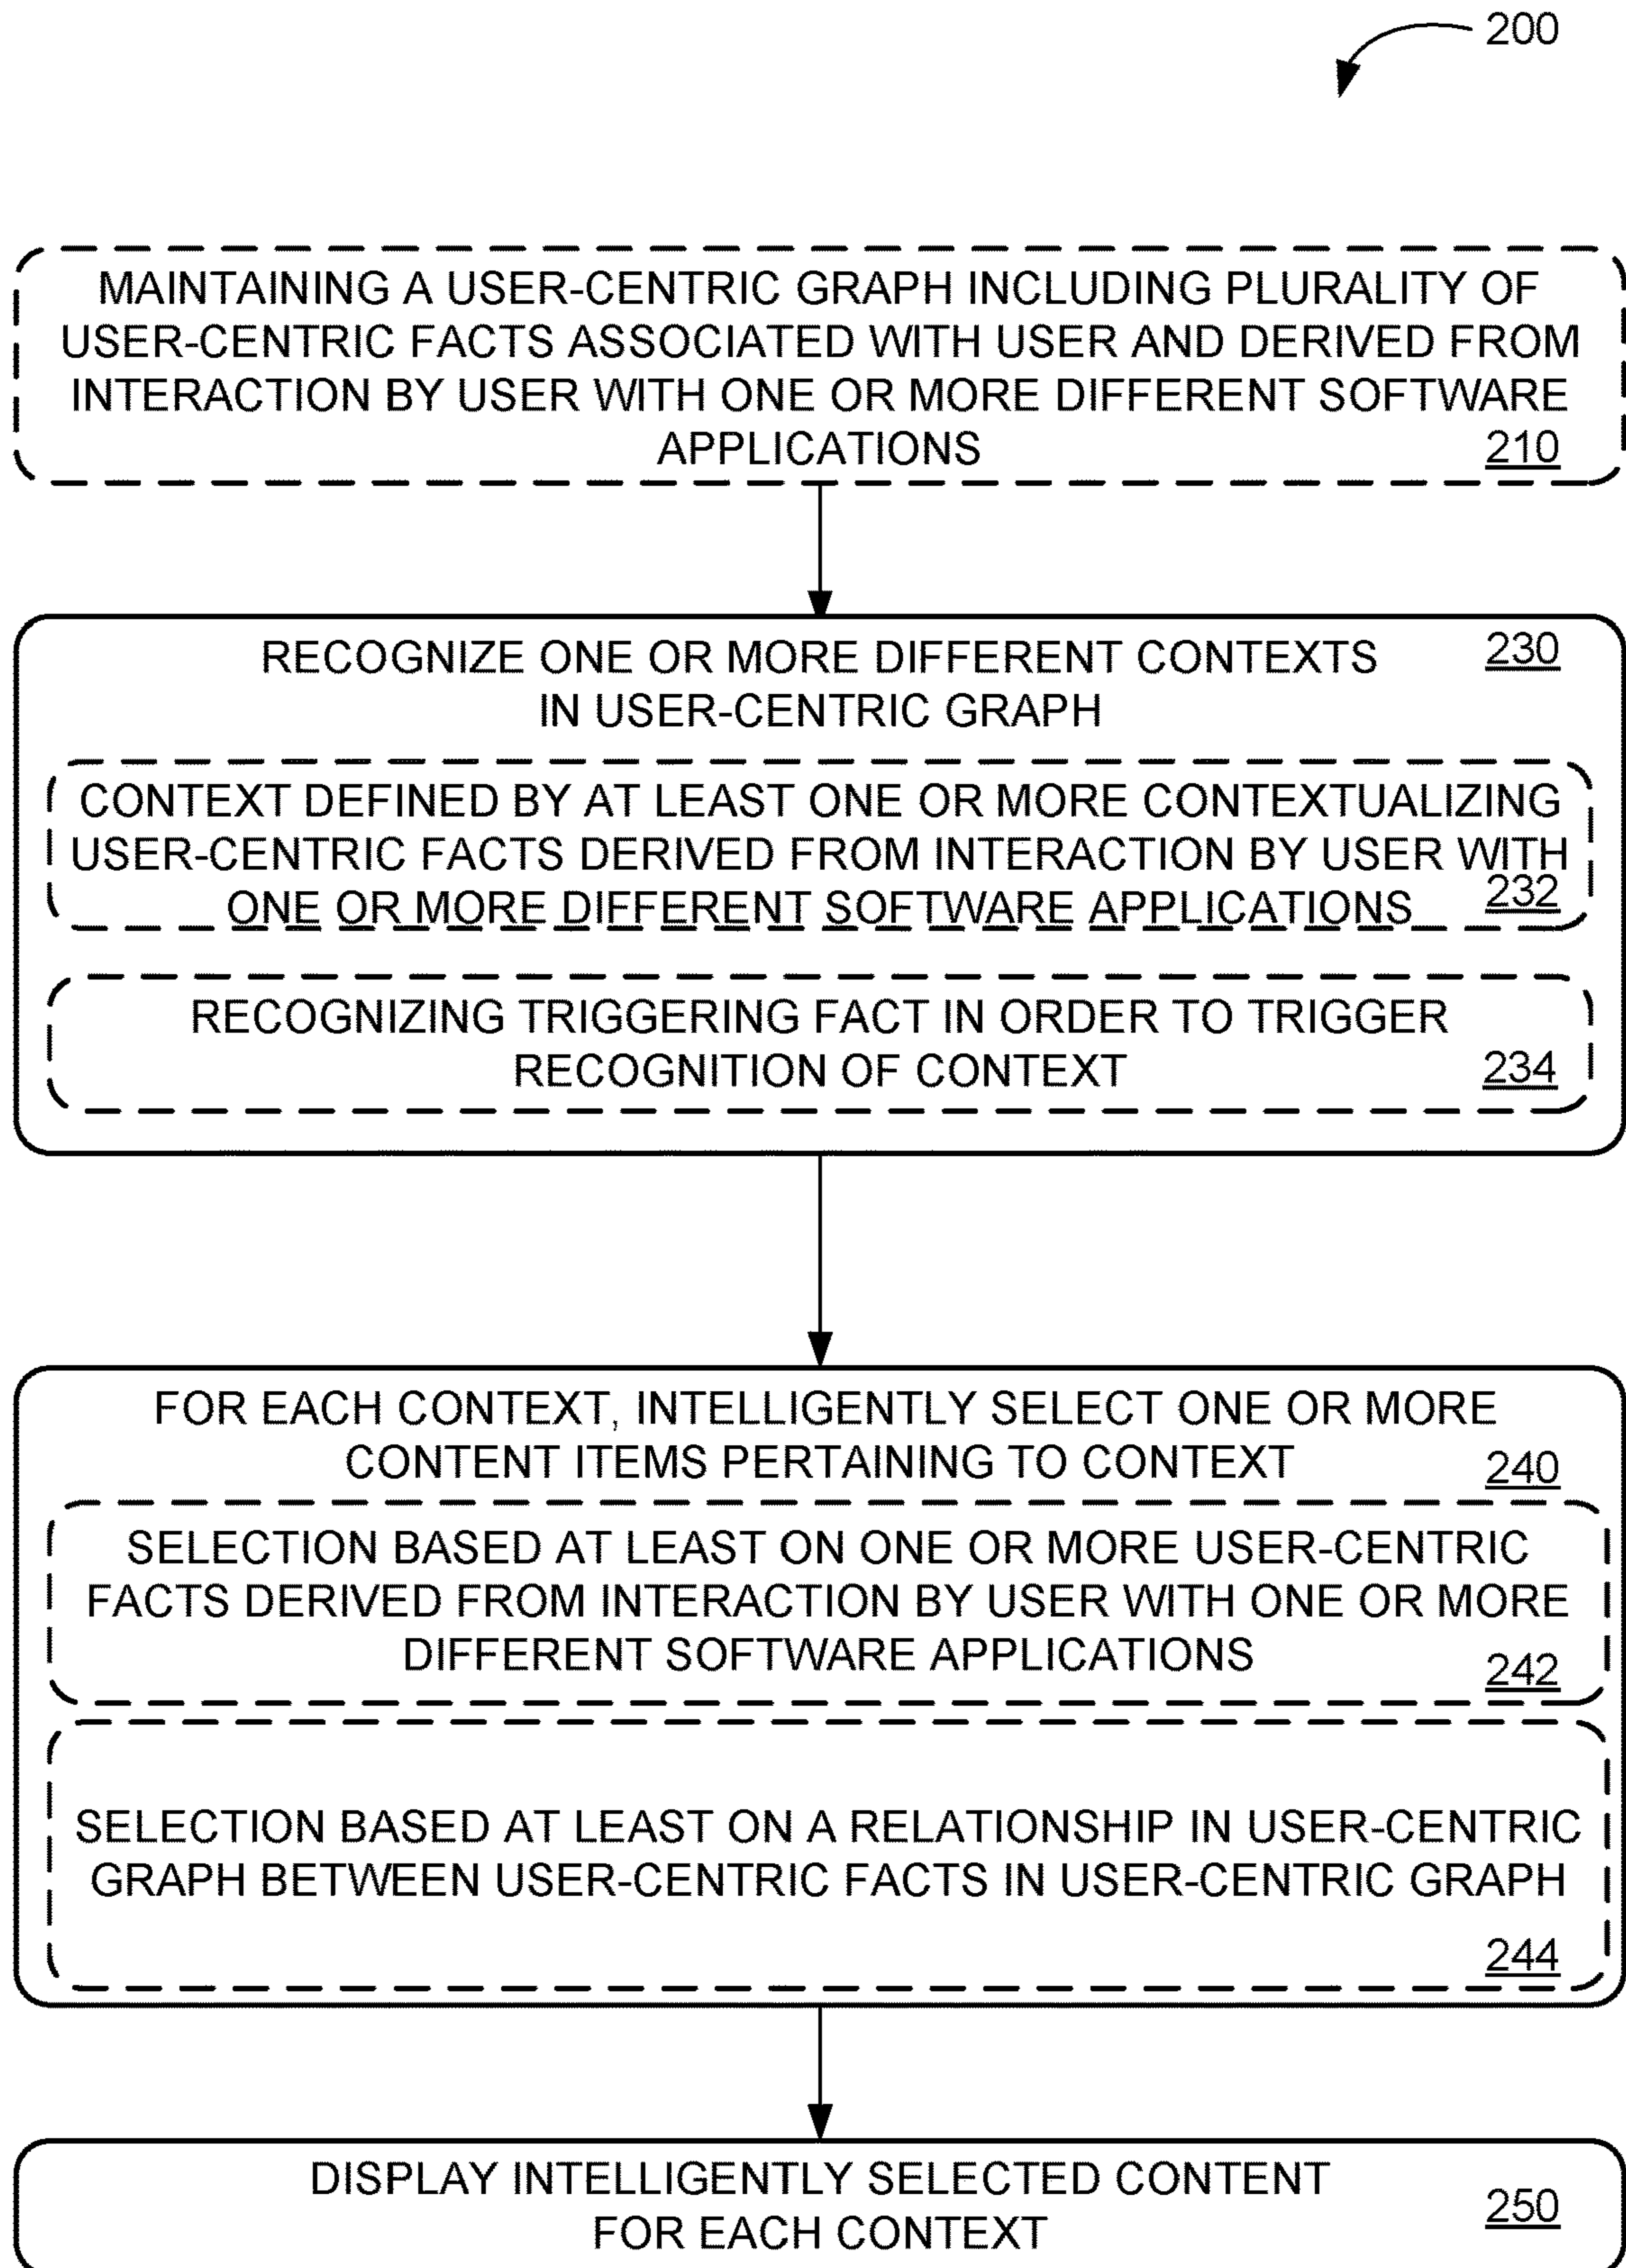 200
MAINTAINING A USER-CENTRIC GRAPH INCLUDING PLURALITY OF
USER-CENTRIC FACTS ASSOCIATED WITH USER AND DERIVED FROM
INTERACTION BY USER WITH ONE OR MORE DIFFERENT SOFTWARE
APPLICATIONS 210
RECOGNIZE ONE OR MORE DIFFERENT CONTEXTS 230
IN USER-CENTRIC GRAPH
CONTEXT DEFINED BY AT LEAST ONE OR MORE CONTEXTUALIZING
USER-CENTRIC FACTS DERIVED FROM INTERACTION BY USER WITH
ONE OR MORE DIFFERENT SOFTWARE APPLICATIONS 232
RECOGNIZING TRIGGERING FACT IN ORDER TO TRIGGER
RECOGNITION OF CONTEXT 234
FOR EACH CONTEXT, INTELLIGENTLY SELECT ONE OR MORE
CONTENT ITEMS PERTAINING TO CONTEXT 240
SELECTION BASED AT LEAST ON ONE OR MORE USER-CENTRIC
FACTS DERIVED FROM INTERACTION BY USER WITH ONE OR MORE
DIFFERENT SOFTWARE APPLICATIONS 242
SELECTION BASED AT LEAST ON A RELATIONSHIP IN USER-CENTRIC
GRAPH BETWEEN USER-CENTRIC FACTS IN USER-CENTRIC GRAPH
244
DISPLAY INTELLIGENTLY SELECTED CONTENT
FOR EACH CONTEXT 250